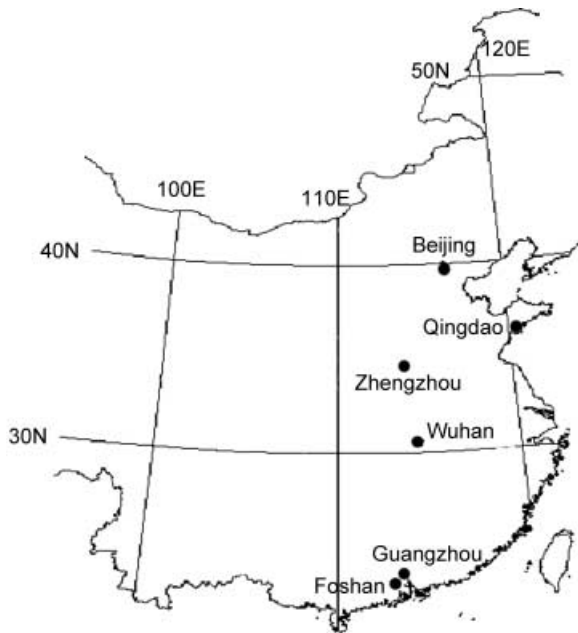 120E
50N
100E
110E
40N
Beijing
Qingdao
Zhengzhou
30N
Wuhan
Guangzhou
Foshan